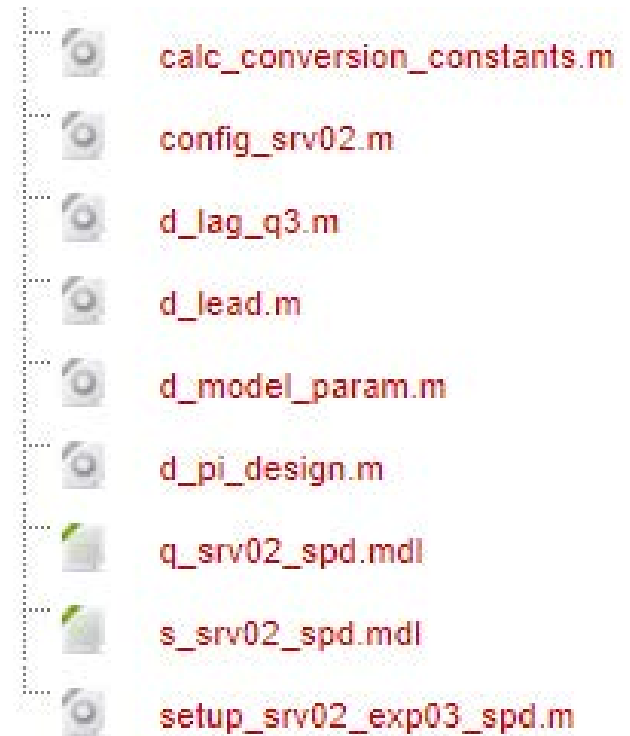 calc_conversion_constants.m
config_srv02.m
d_lag_q3.m
d_lead.m
d_model_param.m
d_pi_design.m
q_srv02_spd.mdl
s_srv02_spd.mdl
setup_srv02_exp03_spd.m